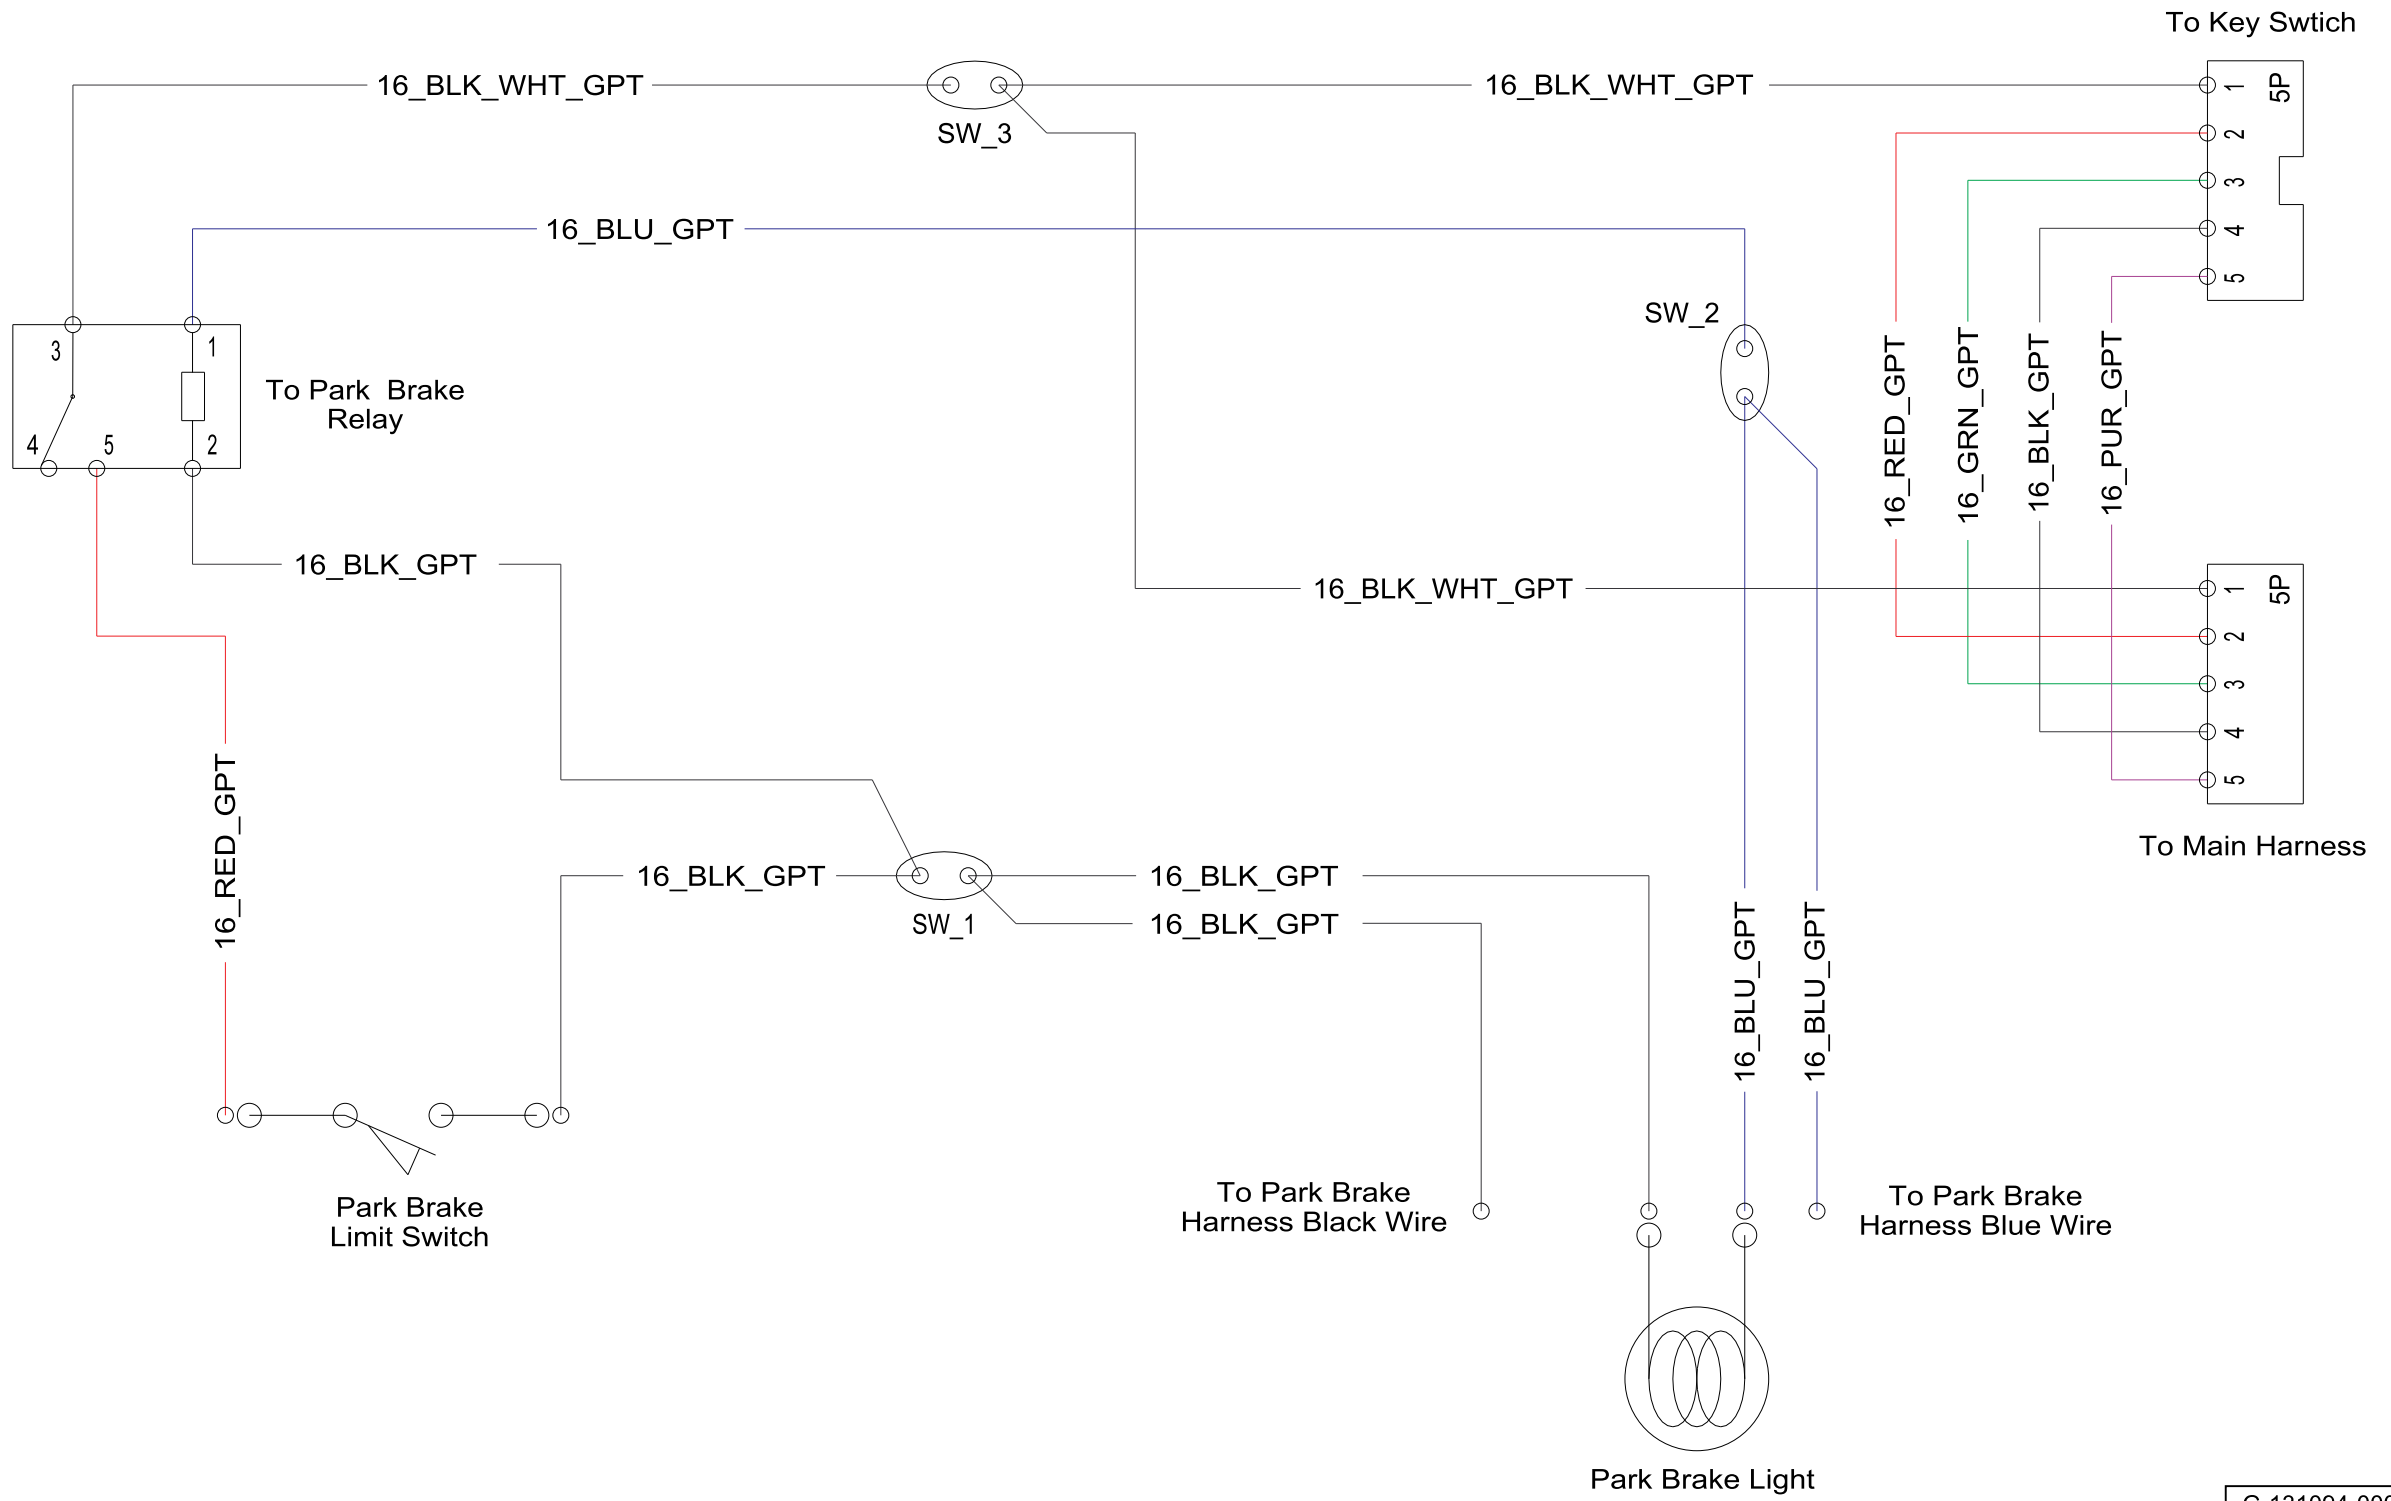 To Key Swtich
16_BLK_WHT_GPT
16_BLK_WHT_GPT
1
5P
SW_3
2
3
16_BLU_GPT
4
5
SW_2
3
1
To Park Brake
Relay
4
5
2
16_RED_GPT
16_GRN_GPT
16_BLK_GPT
16_PUR_GPT
16_BLK_GPT
16_BLK_WHT_GPT
1
5P
2
3
4
5
To Main Harness
16_RED_GPT
16_BLK_GPT
16_BLK_GPT
SW_1
16_BLK_GPT
16_BLU_GPT
16_BLU_GPT
Park Brake
Limit Switch
To Park Brake
Harness Black Wire
To Park Brake
Harness Blue Wire
Park Brake Light